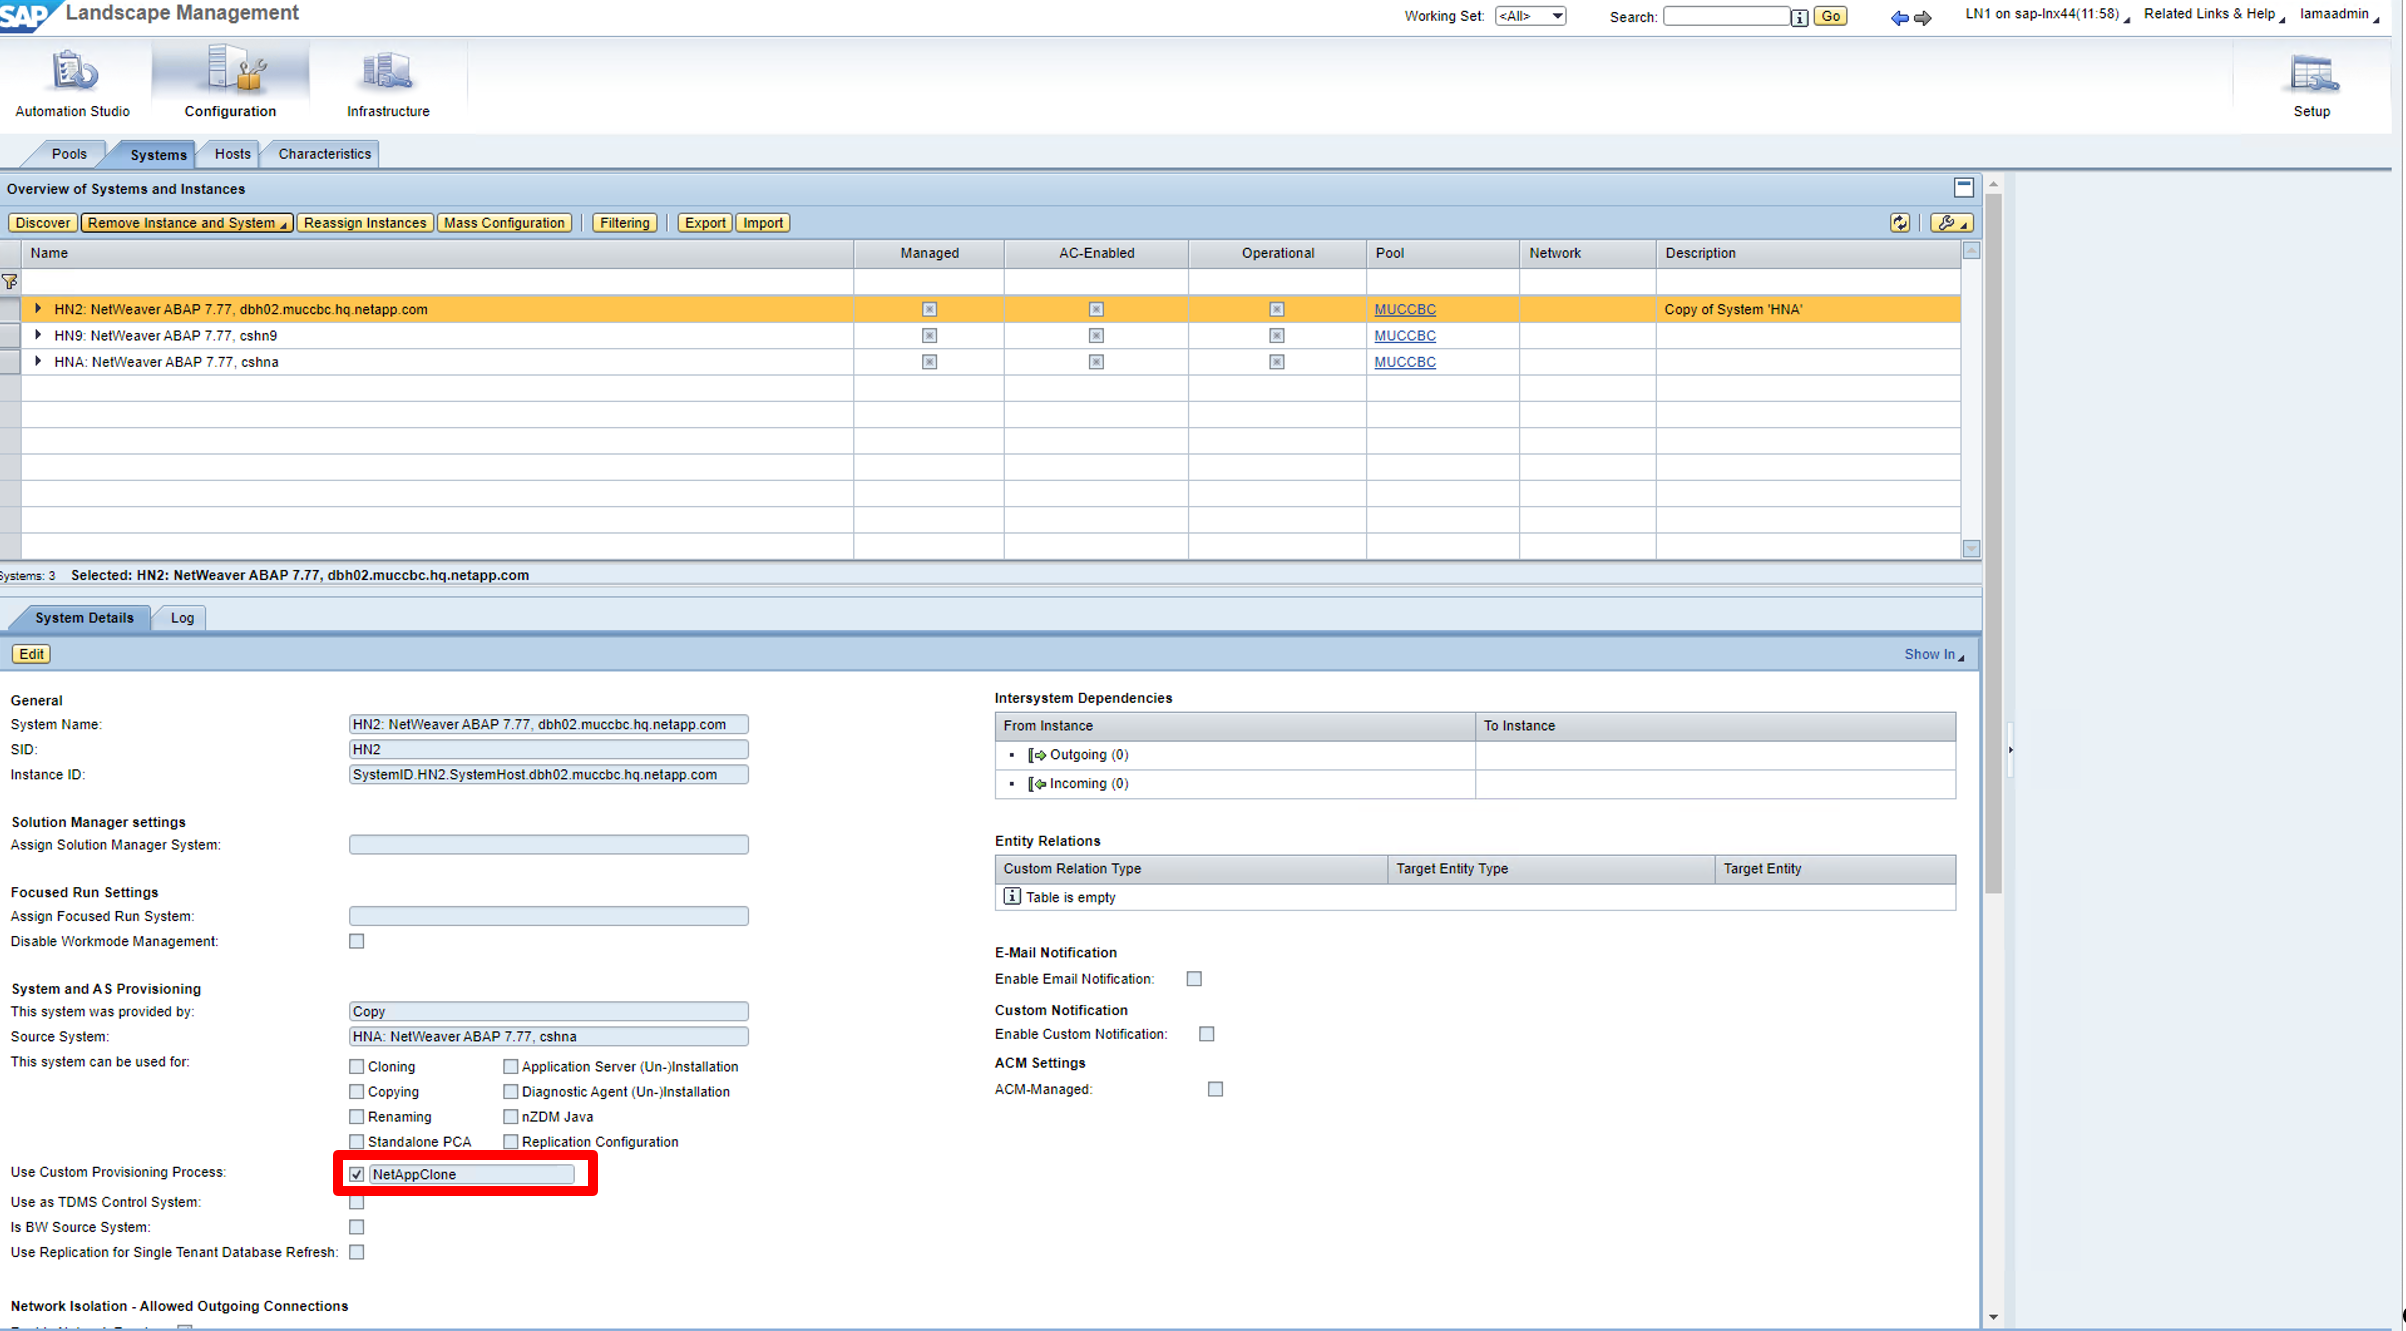 SAP Landscape Management
Working Set: <All> Search: Go LN1 on sap-lnx44(11:58) Related Links & Help lamaadmin
Automation Studio Configuration Infrastructure Setup
Pools Systems Hosts Characteristics
Overview of Systems and Instances
Discover Remove Instance and System Reassign Instances Mass Configuration Filtering Export Import
Name Managed AC-Enabled Operational Pool Network Description
HN2: NetWeaver ABAP 7.77, dbh02.muccbc.hq.netapp.com MUCCBC Copy of System 'HNA'
HN9: NetWeaver ABAP 7.77, cshn9 MUCCBC
HNA: NetWeaver ABAP 7.77, cshna MUCCBC
Systems: 3 Selected: HN2: NetWeaver ABAP 7.77, dbh02.muccbc.hq.netapp.com
System Details Log
Edit Show In
General
System Name: HN2: NetWeaver ABAP 7.77, dbh02.muccbc.hq.netapp.com
SID: HN2
Instance ID: SystemID.HN2.SystemHost.dbh02.muccbc.hq.netapp.com
Solution Manager settings
Assign Solution Manager System:
Focused Run Settings
Assign Focused Run System:
Disable Workmode Management:
System and AS Provisioning
This system was provided by: Copy
Source System: HNA: NetWeaver ABAP 7.77, cshna
This system can be used for:
Cloning Application Server (Un-)Installation
Copying Diagnostic Agent (Un-)Installation
Renaming nZDM Java
Standalone PCA Replication Configuration
Use Custom Provisioning Process: NetAppClone
Use as TDMS Control System:
Is BW Source System:
Use Replication for Single Tenant Database Refresh:
Network Isolation - Allowed Outgoing Connections
Intersystem Dependencies
From Instance To Instance
Outgoing (0)
Incoming (0)
Entity Relations
Custom Relation Type Target Entity Type Target Entity
Table is empty
E-Mail Notification
Enable Email Notification:
Custom Notification
Enable Custom Notification:
ACM Settings
ACM-Managed: